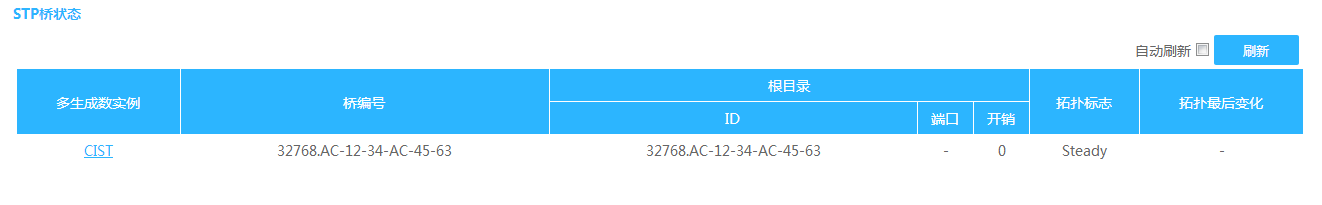 STP桥状态
自动刷新 刷新
多生成数实例 桥编号 根目录 拓扑标志 拓扑最后变化
ID 端口 开销
CIST 32768.AC-12-34-AC-45-63 32768.AC-12-34-AC-45-63 - 0 Steady -